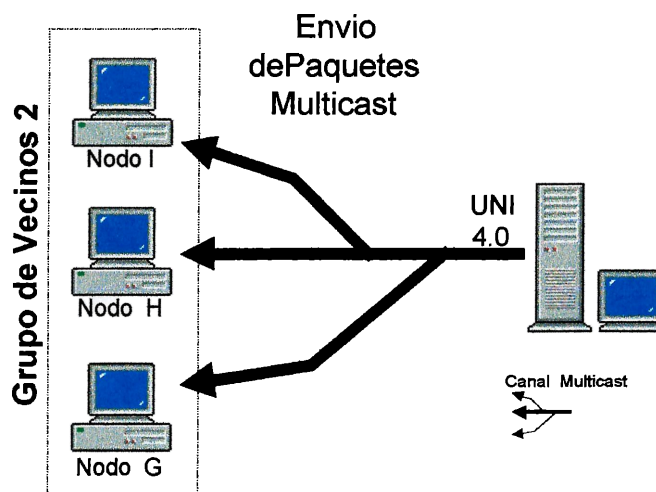 Envio
dePaquetes
Multicast
Grupo de Vecinos 2
Nodo I
Nodo H
Nodo G
UNI
4.0
Canal Multicast